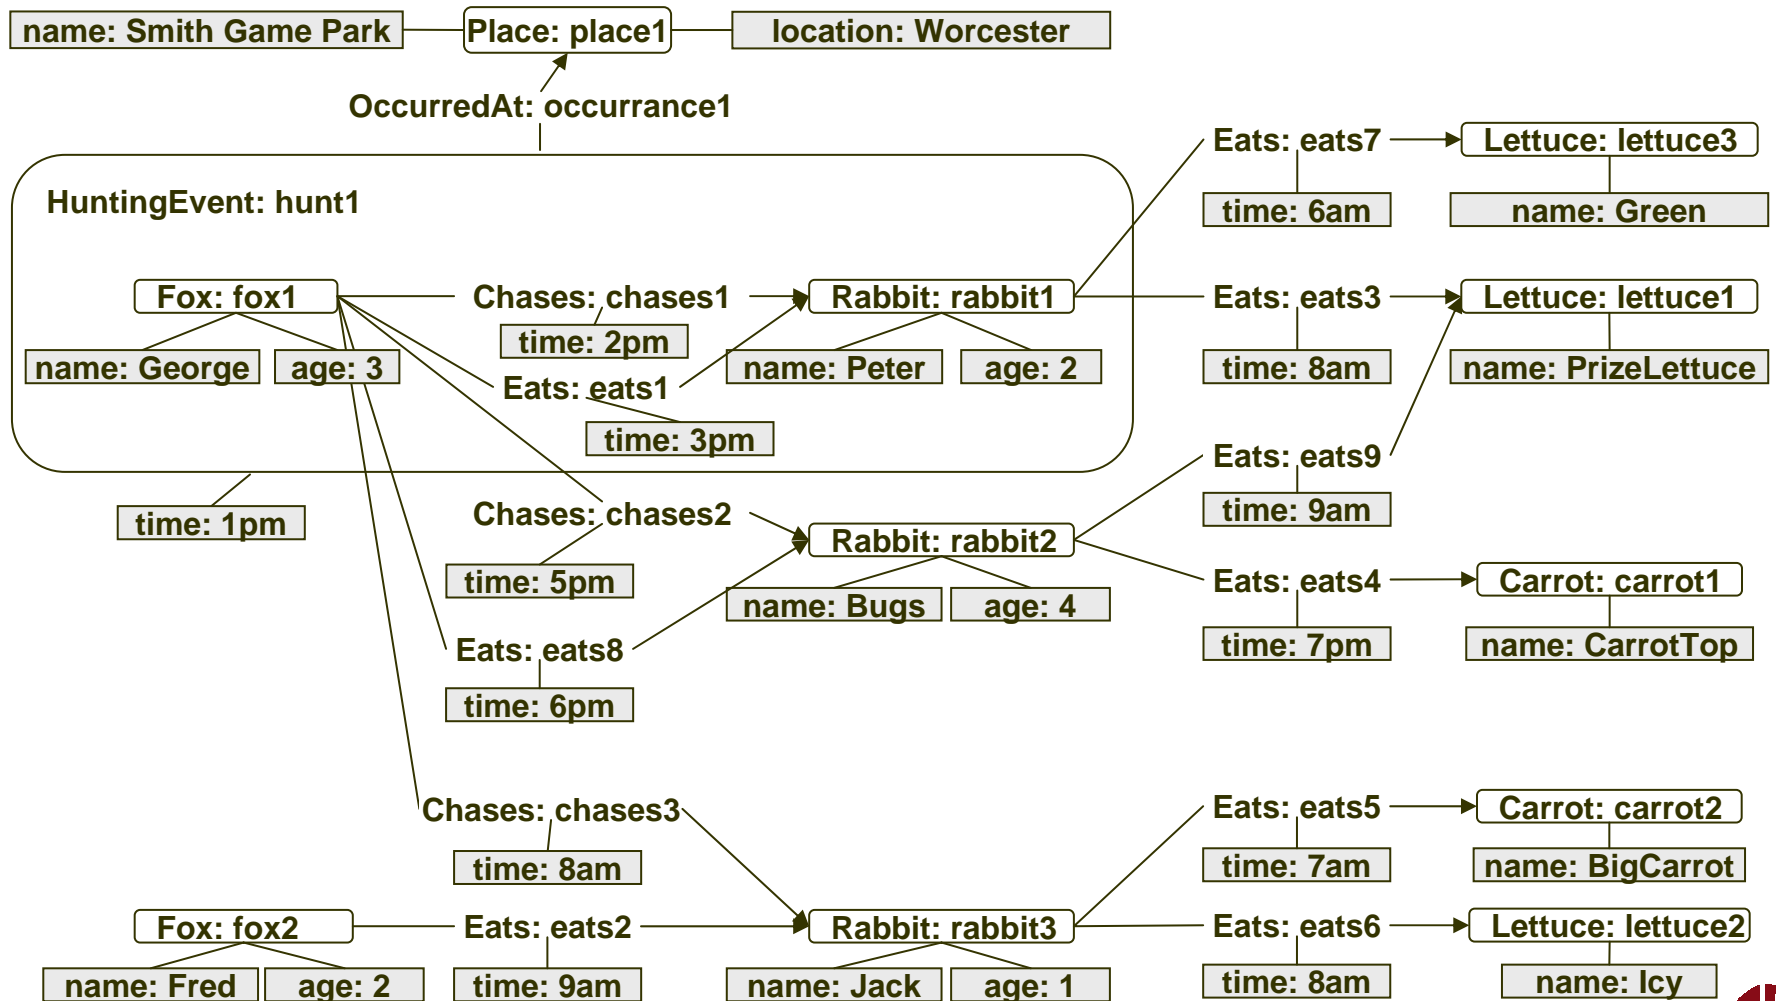 name: Smith Game Park
Place: place1
location: Worcester
OccurredAt: occurrance1
HuntingEvent: hunt1
Fox: fox1
name: George
age: 3
Chases: chases1
time: 2pm
Eats: eats1
time: 3pm
Rabbit: rabbit1
name: Peter
age: 2
time: 1pm
Eats: eats7
time: 6am
Lettuce: lettuce3
name: Green
Eats: eats3
time: 8am
Lettuce: lettuce1
name: PrizeLettuce
Eats: eats9
time: 9am
Chases: chases2
time: 5pm
Rabbit: rabbit2
name: Bugs
age: 4
Eats: eats4
time: 7pm
Carrot: carrot1
name: CarrotTop
Eats: eats8
time: 6pm
Chases: chases3
time: 8am
Eats: eats5
time: 7am
Carrot: carrot2
name: BigCarrot
Fox: fox2
name: Fred
age: 2
Eats: eats2
time: 9am
Rabbit: rabbit3
name: Jack
age: 1
Eats: eats6
time: 8am
Lettuce: lettuce2
name: Icy